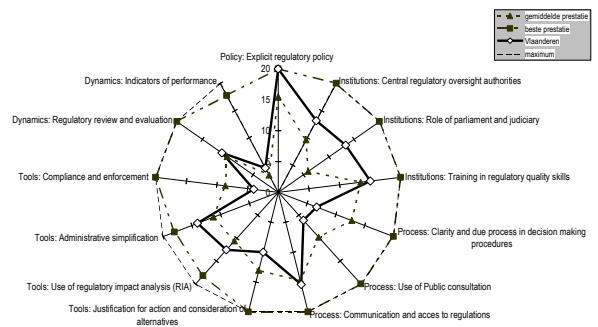 gemiddelde prestatie
beste prestatie
Vlaanderen
maximum
Policy: Explicit regulatory policy
20
15
10
5
0
Dynamics: Indicators of performance
Institutions: Central regulatory oversight authorities
Dynamics: Regulatory review and evaluation
Institutions: Role of parliament and judiciary
Tools: Compliance and enforcement
Institutions: Training in regulatory quality skills
Tools: Administrative simplification
Process: Clarity and due process in decision making
procedures
Tools: Use of regulatory impact analysis (RIA)
Process: Use of Public consultation
Tools: Justification for action and consideration o
alternatives
Process: Communication and acces to regulations